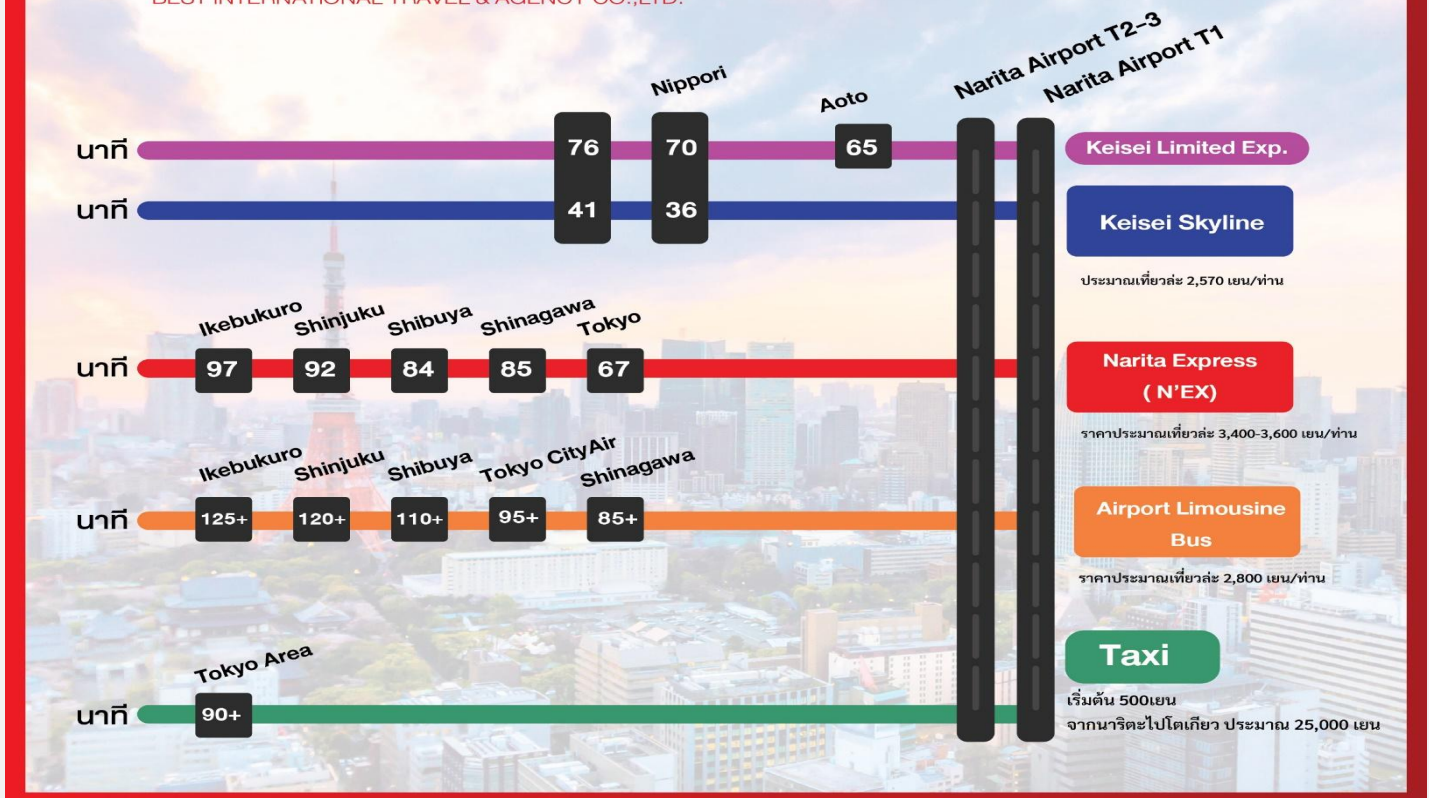 BEST INTERNATIONAL TRAVEL & AGENCY CO.,LTD.
Nippori
Aoto
Narita Airport T2-3
Narita Airport T1
นาที 76 70 65 Keisei Limited Exp.
นาที 41 36 Keisei Skyline
ประมาณเที่ยวล่ะ 2,570 เยน/ท่าน
Ikebukuro Shinjuku Shibuya Shinagawa Tokyo
นาที 97 92 84 85 67 Narita Express
( N'EX)
ราคาประมาณเที่ยวล่ะ 3,400-3,600 เยน/ท่าน
Ikebukuro Shinjuku Shibuya Tokyo CityAir Shinagawa
นาที 125+ 120+ 110+ 95+ 85+ Airport Limousine
Bus
ราคาประมาณเที่ยวล่ะ 2,800 เยน/ท่าน
Tokyo Area
นาที 90+ Taxi
เริ่มต้น 500เยน
จากนาริตะไปโตเกียว ประมาณ 25,000 เยน